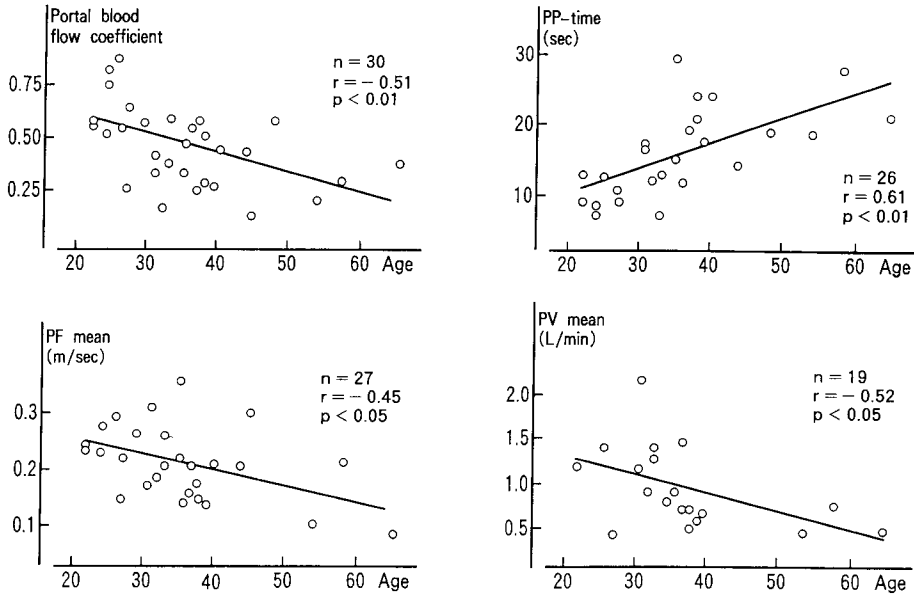 Portal blood
flow coefficient
n = 30
r = − 0.51
p < 0.01
0.75
0.50
0.25
20 30 40 50 60 Age
PP-time
(sec)
30
20
10
n = 26
r = 0.61
p < 0.01
20 30 40 50 60 Age
PF mean
(m/sec)
n = 27
r = − 0.45
p < 0.05
0.3
0.2
0.1
20 30 40 50 60 Age
PV mean
(L/min)
n = 19
r = − 0.52
p < 0.05
2.0
1.5
1.0
0.5
20 30 40 50 60 Age